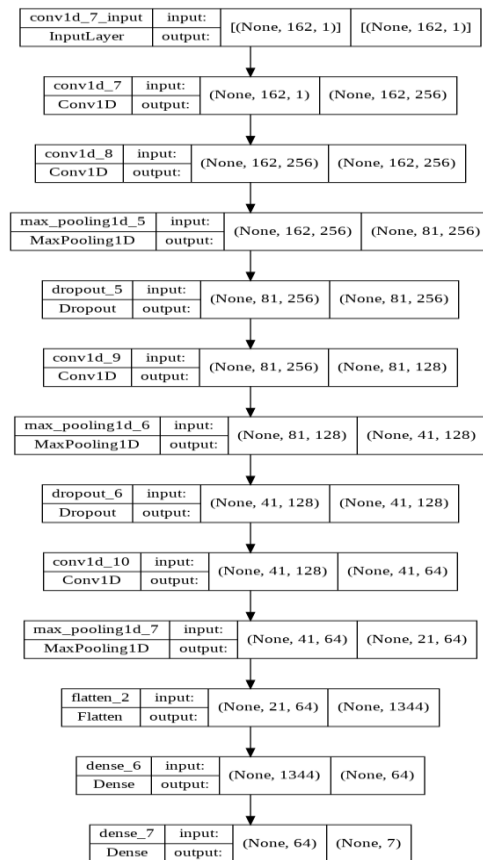 conv1d_7_input input: [(None, 162, 1)] [(None, 162, 1)]
InputLayer output:
conv1d_7 input: (None, 162, 1) (None, 162, 256)
Conv1D output:
conv1d_8 input: (None, 162, 256) (None, 162, 256)
Conv1D output:
max_pooling1d_5 input: (None, 162, 256) (None, 81, 256)
MaxPooling1D output:
dropout_5 input: (None, 81, 256) (None, 81, 256)
Dropout output:
conv1d_9 input: (None, 81, 256) (None, 81, 128)
Conv1D output:
max_pooling1d_6 input: (None, 81, 128) (None, 41, 128)
MaxPooling1D output:
dropout_6 input: (None, 41, 128) (None, 41, 128)
Dropout output:
conv1d_10 input: (None, 41, 128) (None, 41, 64)
Conv1D output:
max_pooling1d_7 input: (None, 41, 64) (None, 21, 64)
MaxPooling1D output:
flatten_2 input: (None, 21, 64) (None, 1344)
Flatten output:
dense_6 input: (None, 1344) (None, 64)
Dense output:
dense_7 input: (None, 64) (None, 7)
Dense output: